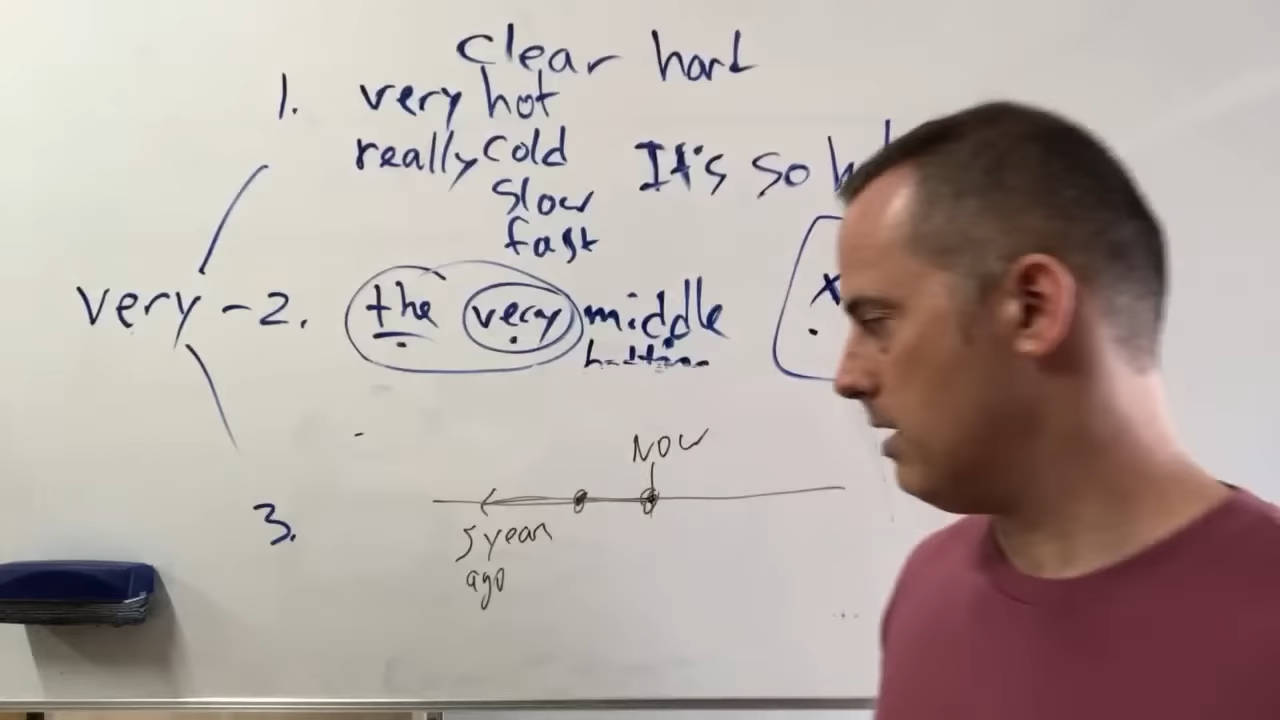 clear hard
1. very hot
really cold It's so
slow
fast
very - 2. the very middle
x
Now
3.
5 year
ago